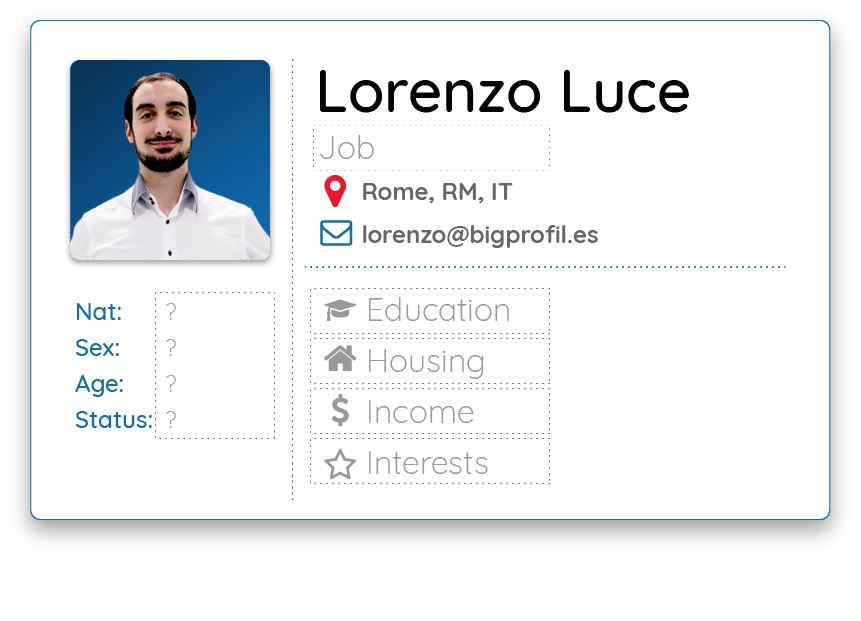 Lorenzo Luce
Job
Rome, RM, IT
lorenzo@bigprofil.es
Nat: ?
Sex: ?
Age: ?
Status: ?
Education
Housing
$ Income
Interests